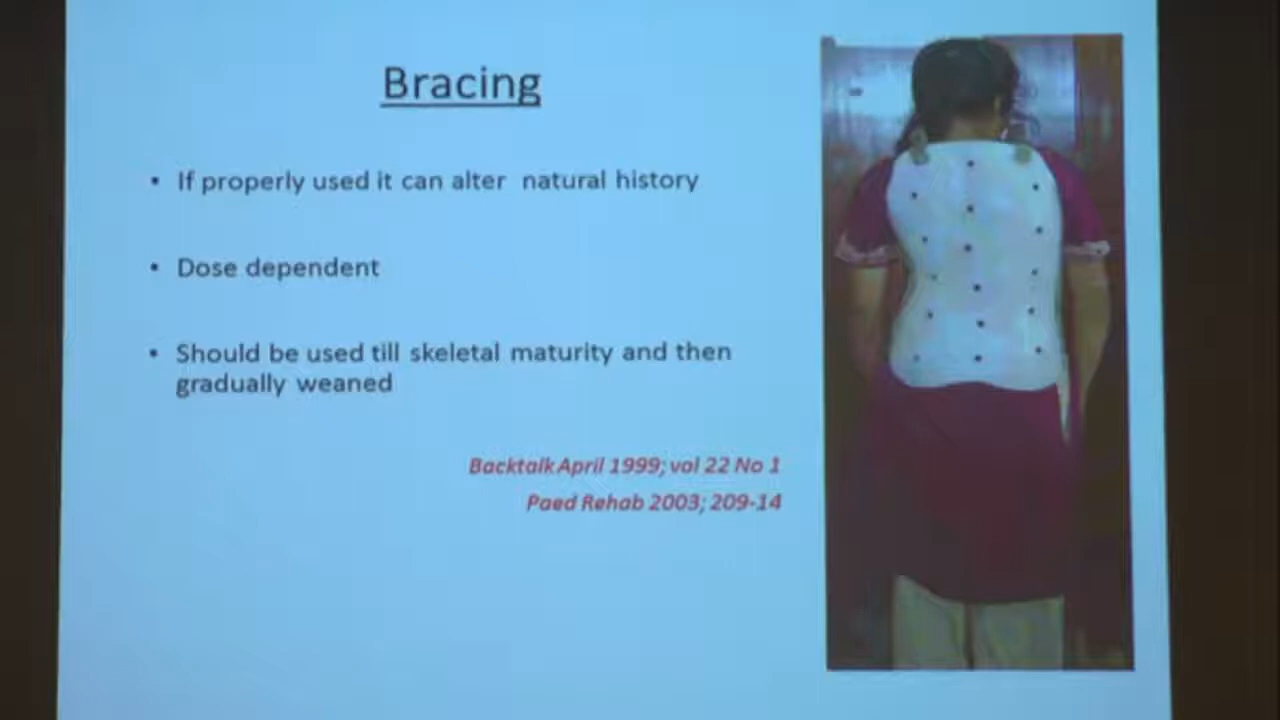 Bracing
• If properly used it can alter natural history
• Dose dependent
• Should be used till skeletal maturity and then
gradually weaned
Backtalk April 1999; vol 22 No 1
Paed Rehab 2003; 209-14